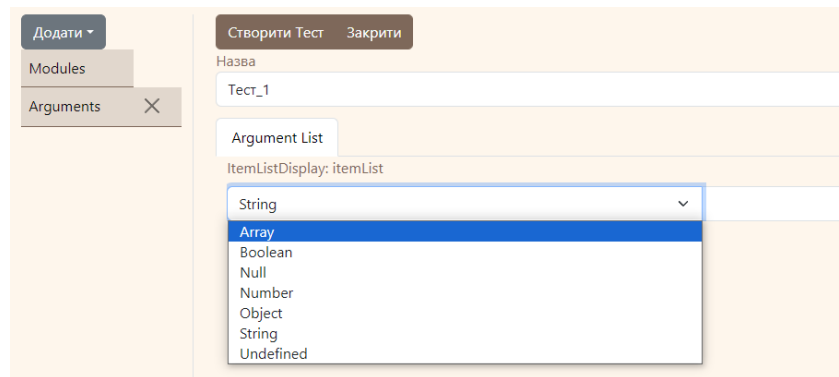 Додати
Modules
Arguments
Створити Тест Закрити
Назва
Тест_1
Argument List
ItemListDisplay: itemList
String
Array
Boolean
Null
Number
Object
String
Undefined